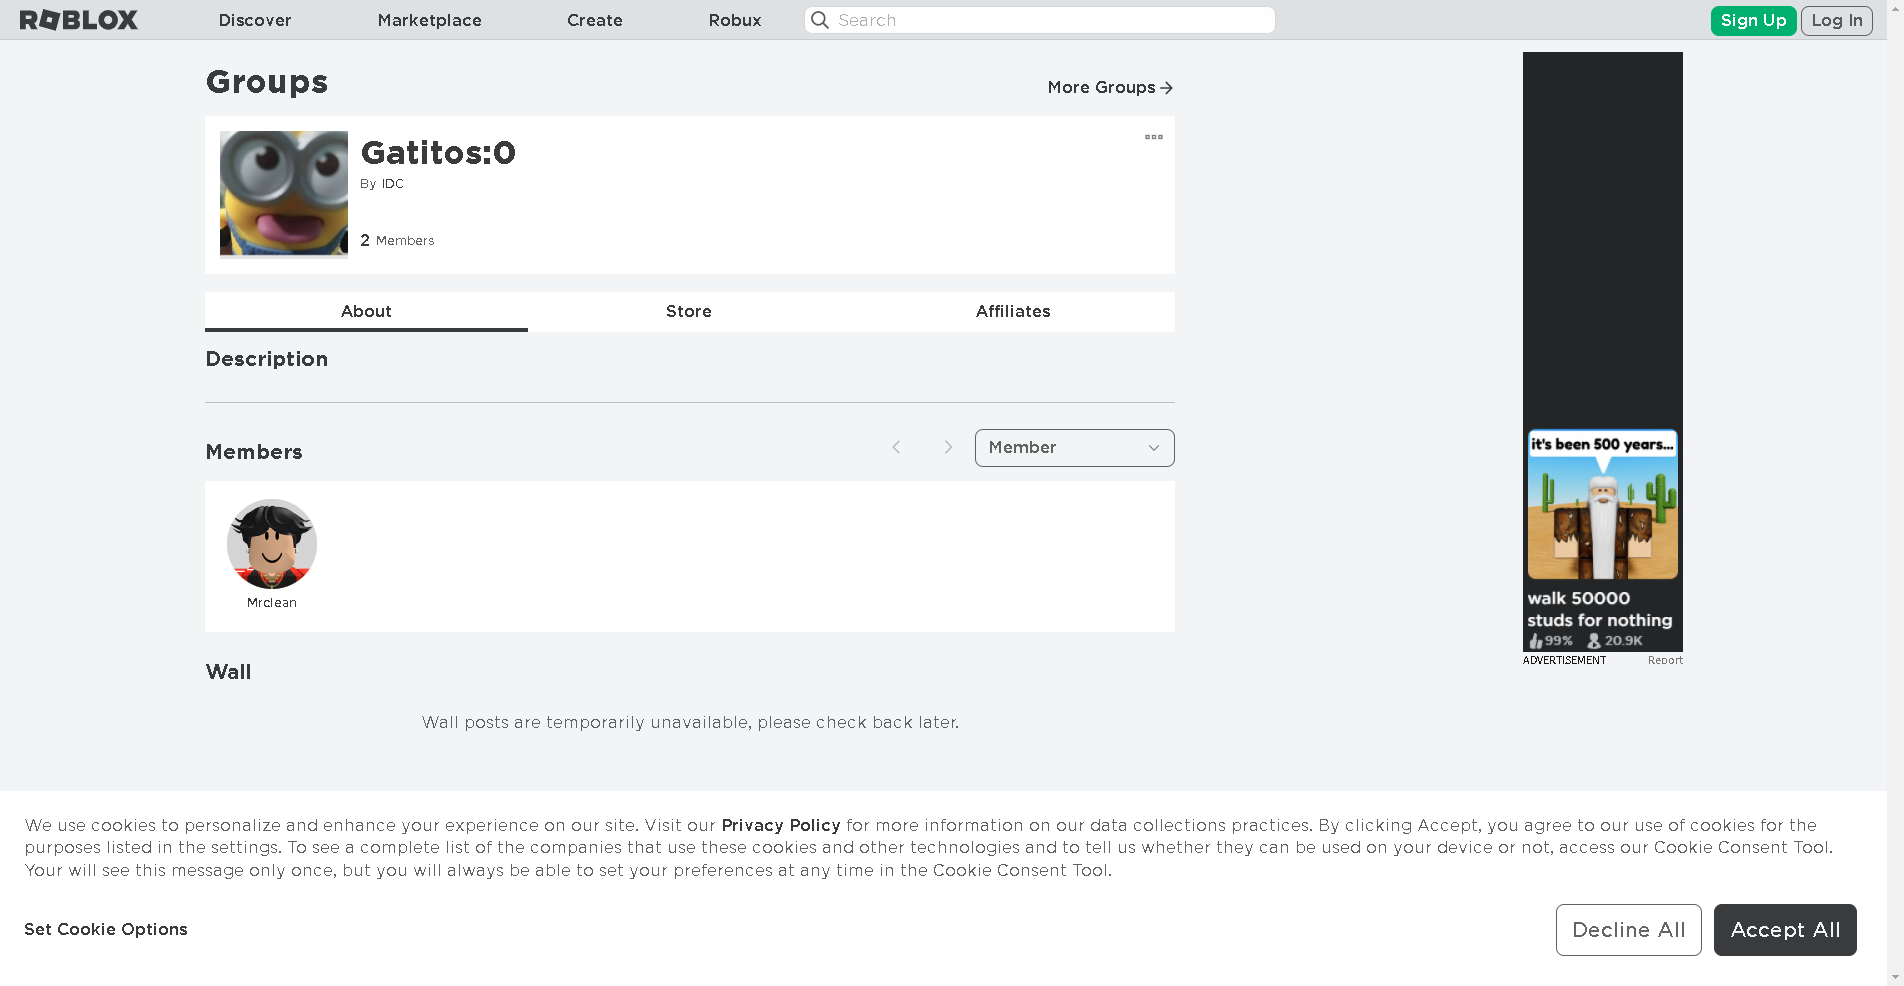 ROBLOX
Discover
Marketplace
Create
Robux
Search
Sign Up
Log In
Groups
More Groups
Gatitos:0
By IDC
2 Members
About
Store
Affiliates
Description
Members
Member
Mrclean
Wall
Wall posts are temporarily unavailable, please check back later.
it's been 500 years...
walk 50000
studs for nothing
99% 20.9K
ADVERTISEMENT
Report
We use cookies to personalize and enhance your experience on our site. Visit our Privacy Policy for more information on our data collections practices. By clicking Accept, you agree to our use of cookies for the
purposes listed in the settings. To see a complete list of the companies that use these cookies and other technologies and to tell us whether they can be used on your device or not, access our Cookie Consent Tool.
Your will see this message only once, but you will always be able to set your preferences at any time in the Cookie Consent Tool.
Set Cookie Options
Decline All
Accept All